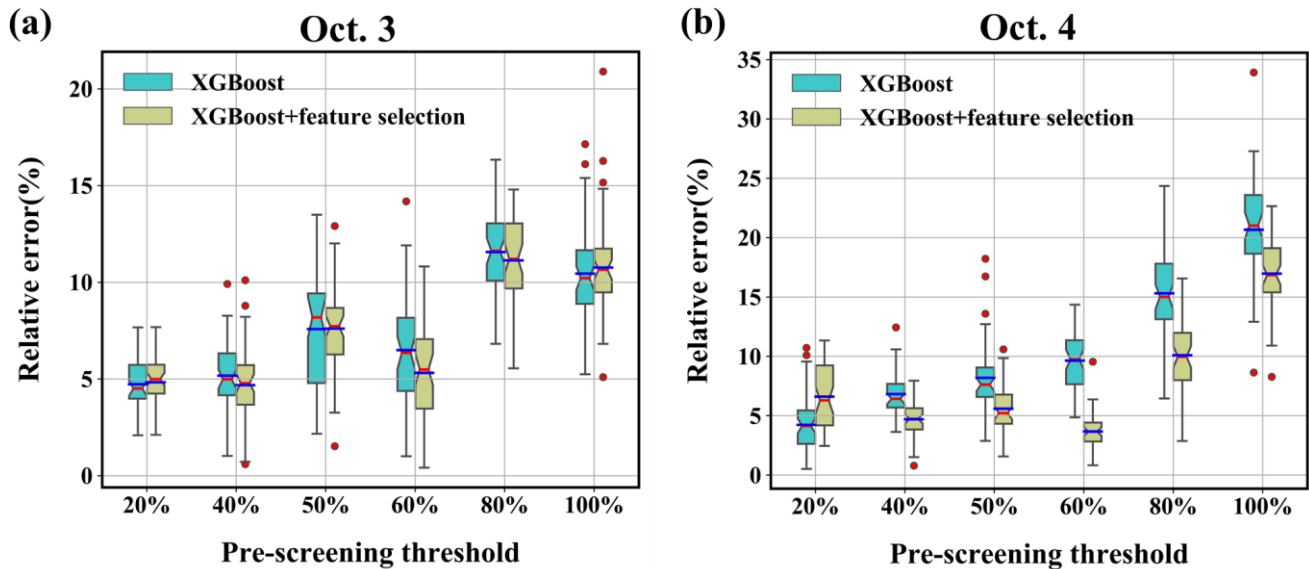 (a)
Oct. 3
XGBoost
XGBoost+feature selection
Relative error(%)
20
15
10
5
0
20%
40%
50%
60%
80%
100%
Pre-screening threshold
(b)
Oct. 4
XGBoost
XGBoost+feature selection
Relative error(%)
35
30
25
20
15
10
5
0
20%
40%
50%
60%
80%
100%
Pre-screening threshold